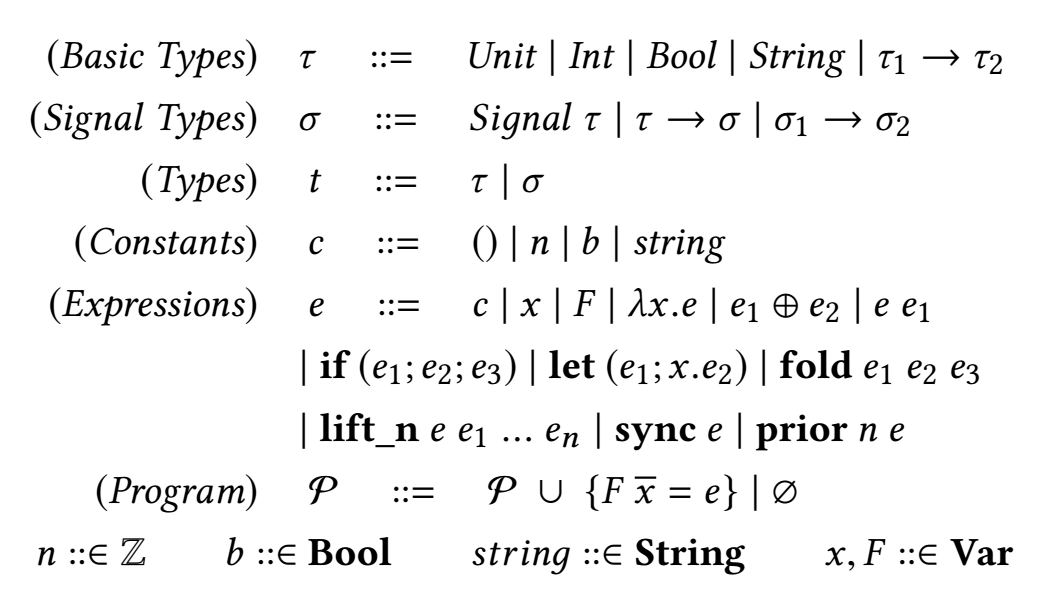 (Basic Types) τ ::= Unit | Int | Bool | String | τ₁ → τ₂
(Signal Types) σ ::= Signal τ | τ → σ | σ₁ → σ₂
(Types) t ::= τ | σ
(Constants) c ::= () | n | b | string
(Expressions) e ::= c | x | F | λx.e | e₁ ⊕ e₂ | e e₁
| if (e₁; e₂; e₃) | let (e₁; x.e₂) | fold e₁ e₂ e₃
| lift_n e e₁ ... eₙ | sync e | prior n e
(Program) 𝒫 ::= 𝒫 ∪ {F x̅ = e} | ∅
n ::∈ ℤ b ::∈ Bool string ::∈ String x, F ::∈ Var